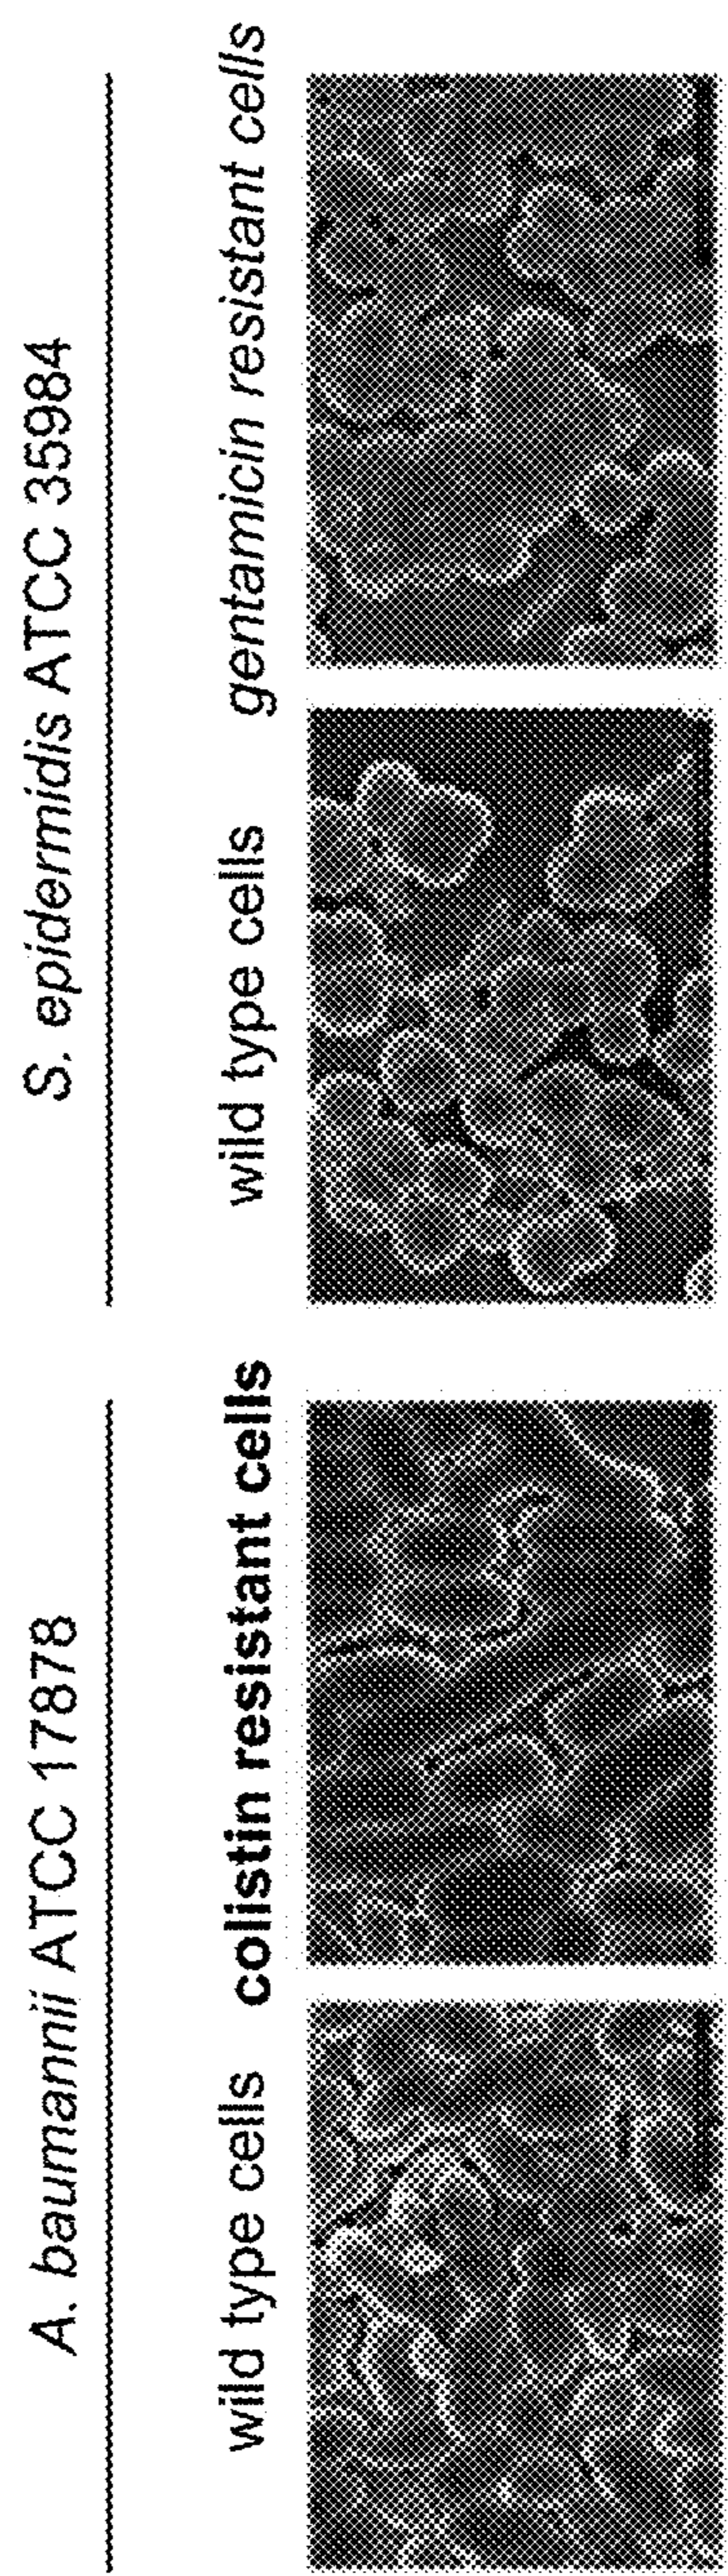 A. baumannii ATCC 17878
S. epidermidis ATCC 35984
wild type cells
colistin resistant cells
wild type cells
gentamicin resistant cells